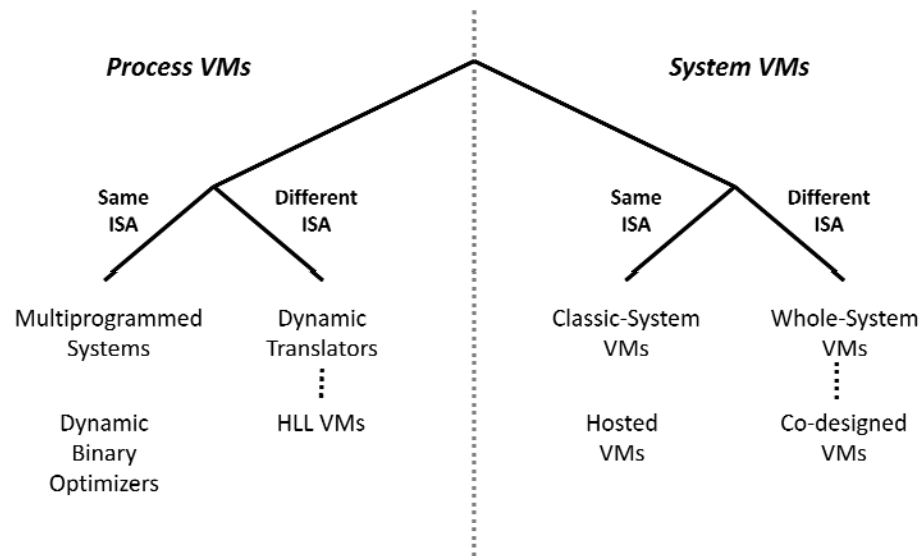 Process VMs
System VMs
Same
ISA
Different
ISA
Same
ISA
Different
ISA
Multiprogrammed
Systems
Dynamic
Translators
Classic-System
VMs
Whole-System
VMs
Dynamic
Binary
Optimizers
HLL VMs
Hosted
VMs
Co-designed
VMs